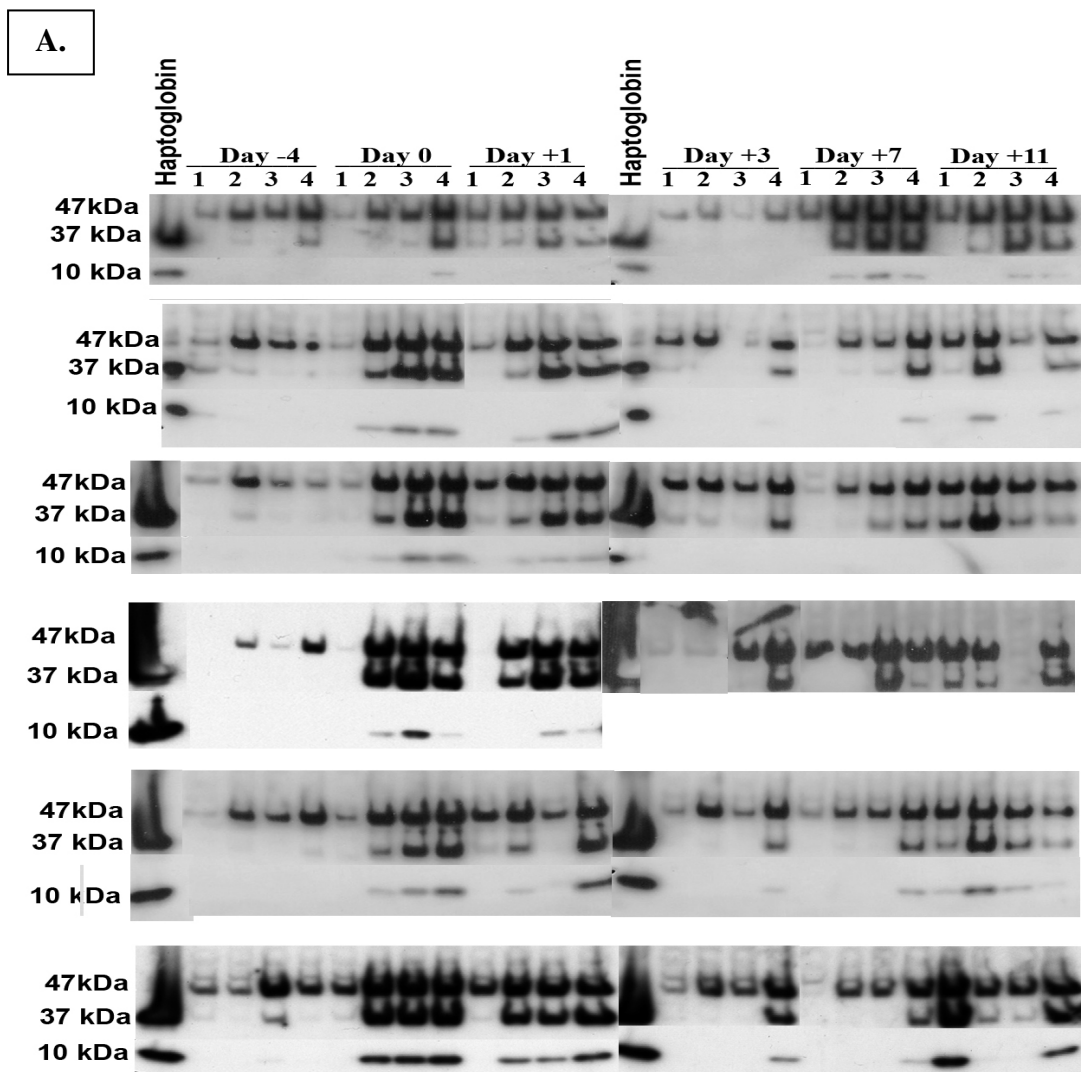 A.
Haptoglobin Haptoglobin
Day -4 Day 0 Day +1 Day +3 Day +7 Day +11
1 2 3 4 1 2 3 4 1 2 3 4 1 2 3 4 1 2 3 4 1 2 3 4
47kDa
37 kDa
10 kDa
47kDa
37 kDa
10 kDa
47kDa
37 kDa
10 kDa
47kDa
37 kDa
10 kDa
47kDa
37 kDa
10 kDa
47kDa
37 kDa
10 kDa